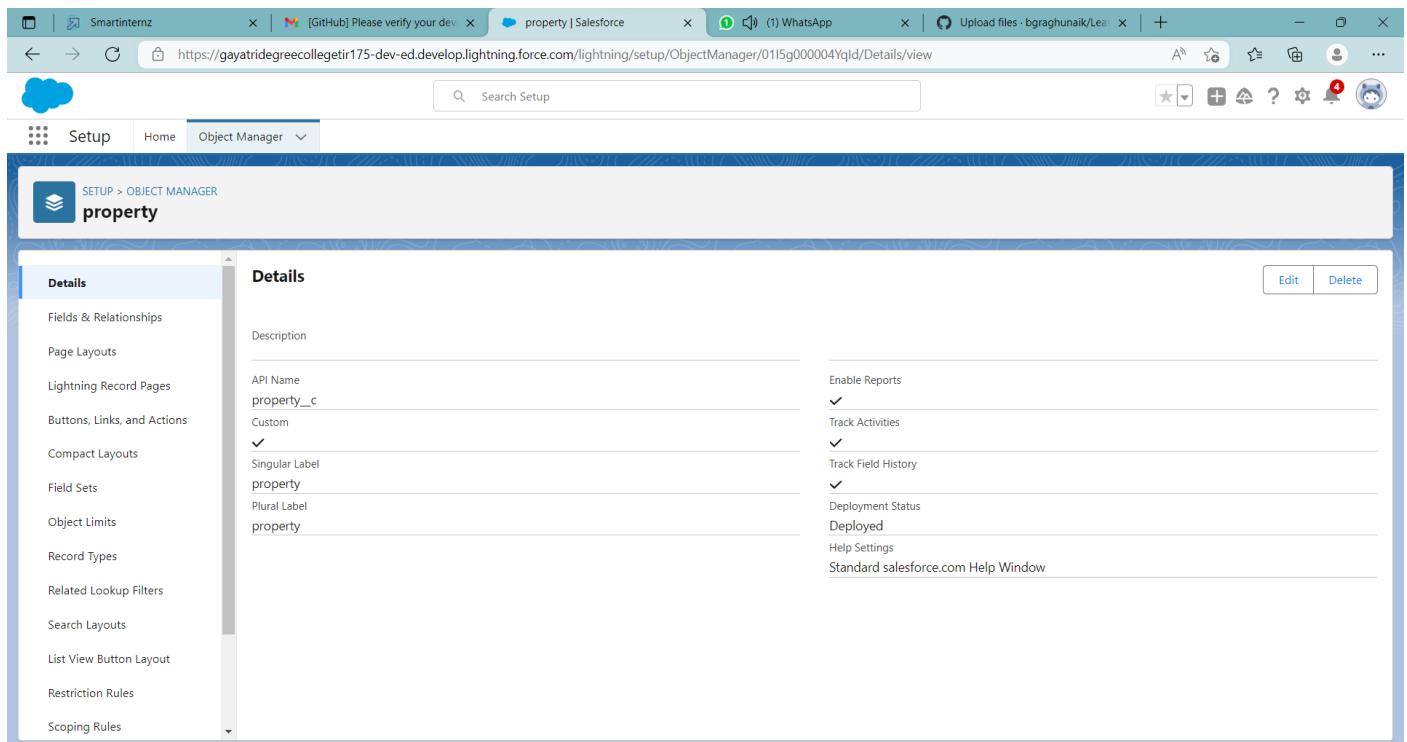 Smartinternz
[GitHub] Please verify your dev
property | Salesforce
1 (1) WhatsApp
Upload files · bgraghunaik/Lea
https://gayatridegreecollegetir175-dev-ed.develop.lightning.force.com/lightning/setup/ObjectManager/01I5g000004Yqld/Details/view
Search Setup
4
Setup
Home
Object Manager
SETUP > OBJECT MANAGER
property
Details
Fields & Relationships
Page Layouts
Lightning Record Pages
Buttons, Links, and Actions
Compact Layouts
Field Sets
Object Limits
Record Types
Related Lookup Filters
Search Layouts
List View Button Layout
Restriction Rules
Scoping Rules
Details
Edit
Delete
Description
API Name
property__c
Custom
Singular Label
property
Plural Label
property
Enable Reports
Track Activities
Track Field History
Deployment Status
Deployed
Help Settings
Standard salesforce.com Help Window